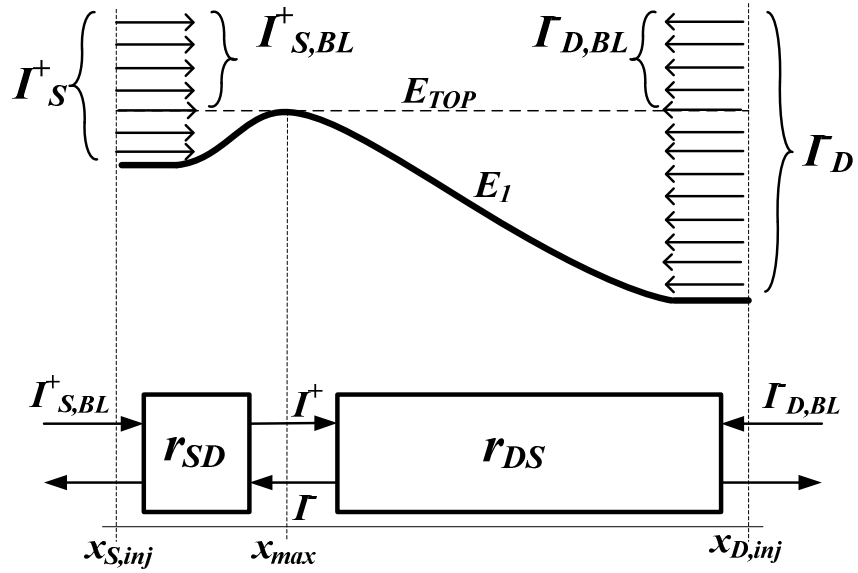 I⁺S,BL
I⁻D,BL
I⁺S
ETOP
I⁻D
E1
I⁺S,BL
I⁺
I⁻D,BL
rSD
rDS
I⁻
xS,inj
xmax
xD,inj